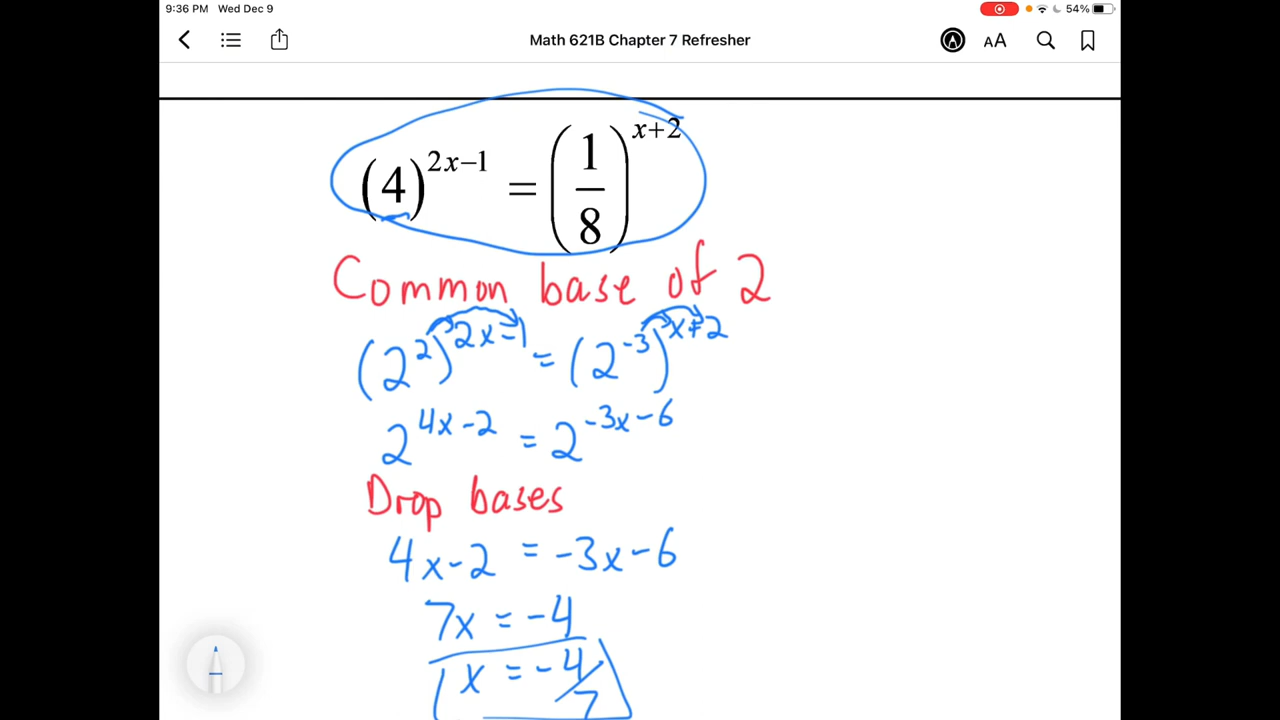 9:36 PM Wed Dec 9 54%
Math 621B Chapter 7 Refresher
AA
(4)^{2x−1} = (1/8)^{x+2}
Common base of 2
(2^2)^{2x−1} = (2^{-3})^{x+2}
2^{4x−2} = 2^{-3x−6}
Drop bases
4x−2 = −3x−6
7x = −4
x = −4/7